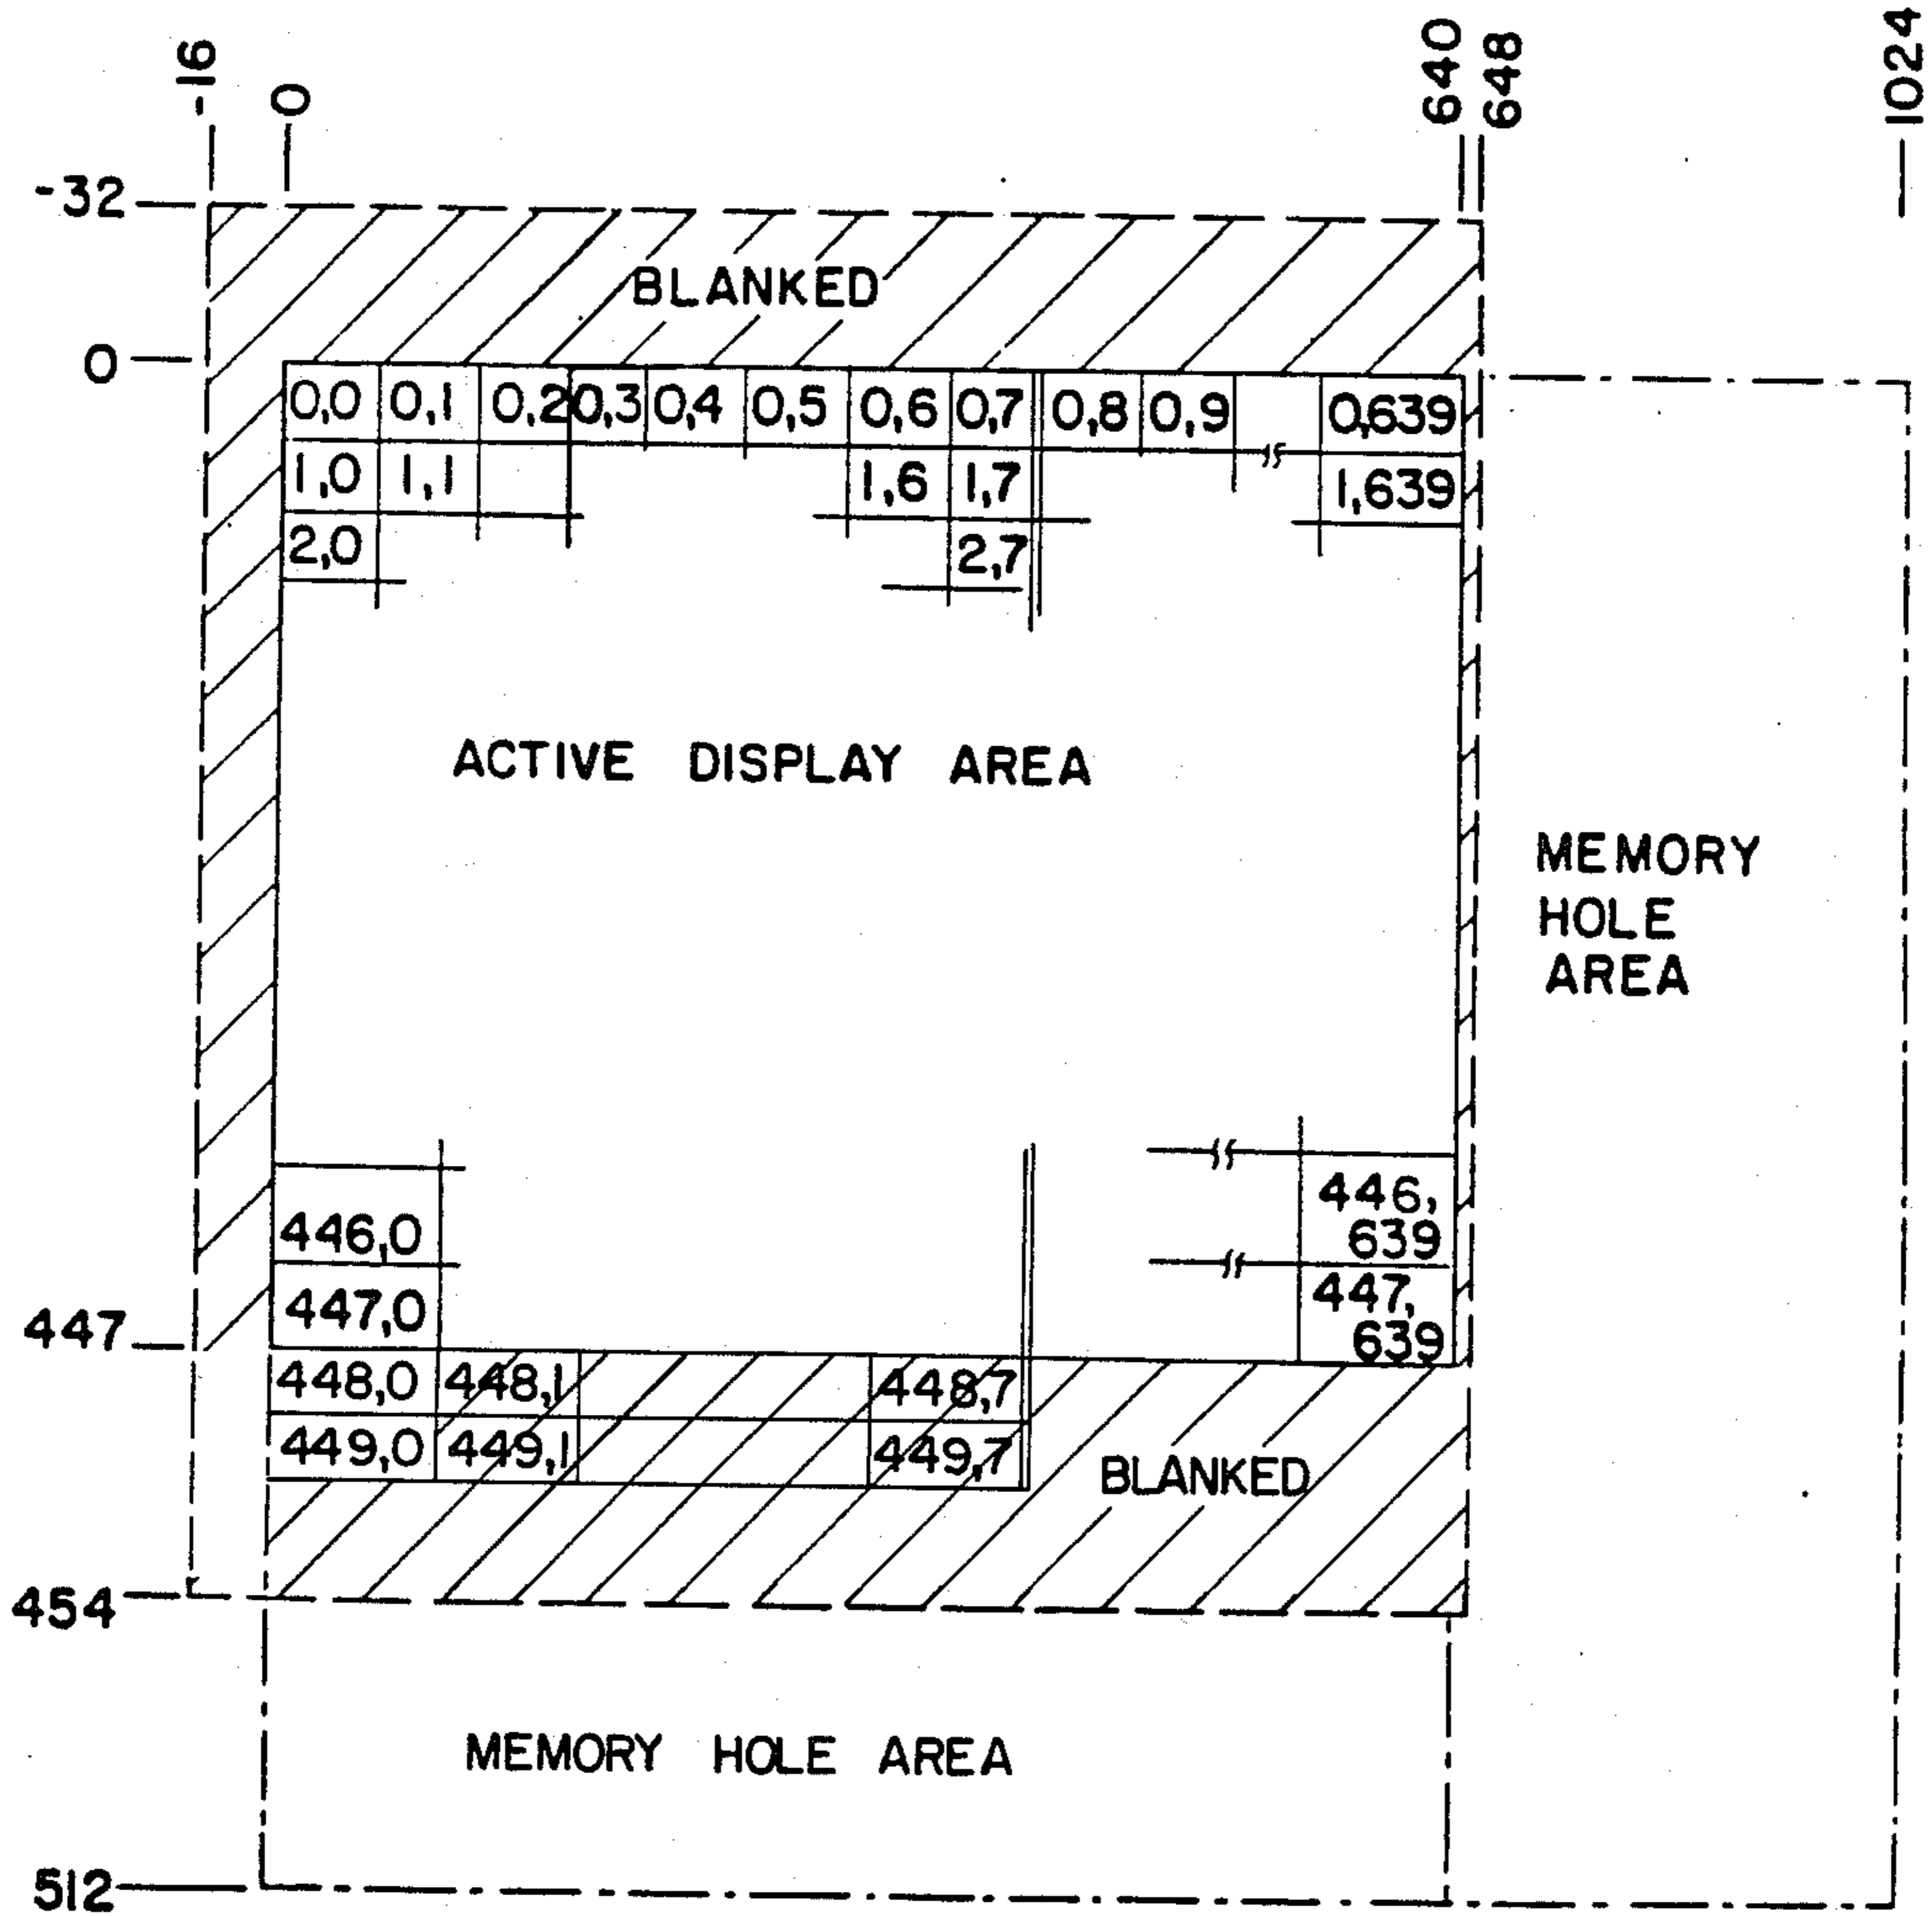 -16 0 640 648 1024
-32
BLANKED
0
0,0 0,1 0,2 0,3 0,4 0,5 0,6 0,7 0,8 0,9 0,639
1,0 1,1 1,6 1,7 1,639
2,0 2,7
ACTIVE DISPLAY AREA
MEMORY
HOLE
AREA
446,
639
446,0
447,
639
447,0
447
448,0 448,1 448,7
449,0 449,1 449,7
BLANKED
454
MEMORY HOLE AREA
512